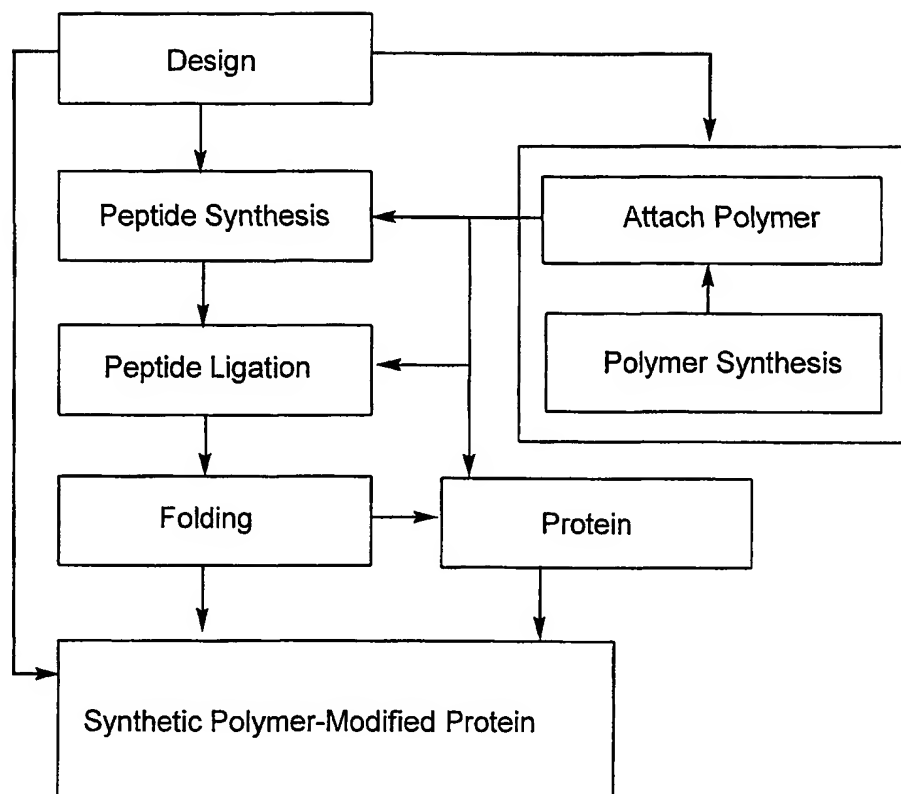 Design
Peptide Synthesis
Attach Polymer
Peptide Ligation
Polymer Synthesis
Folding
Protein
Synthetic Polymer-Modified Protein